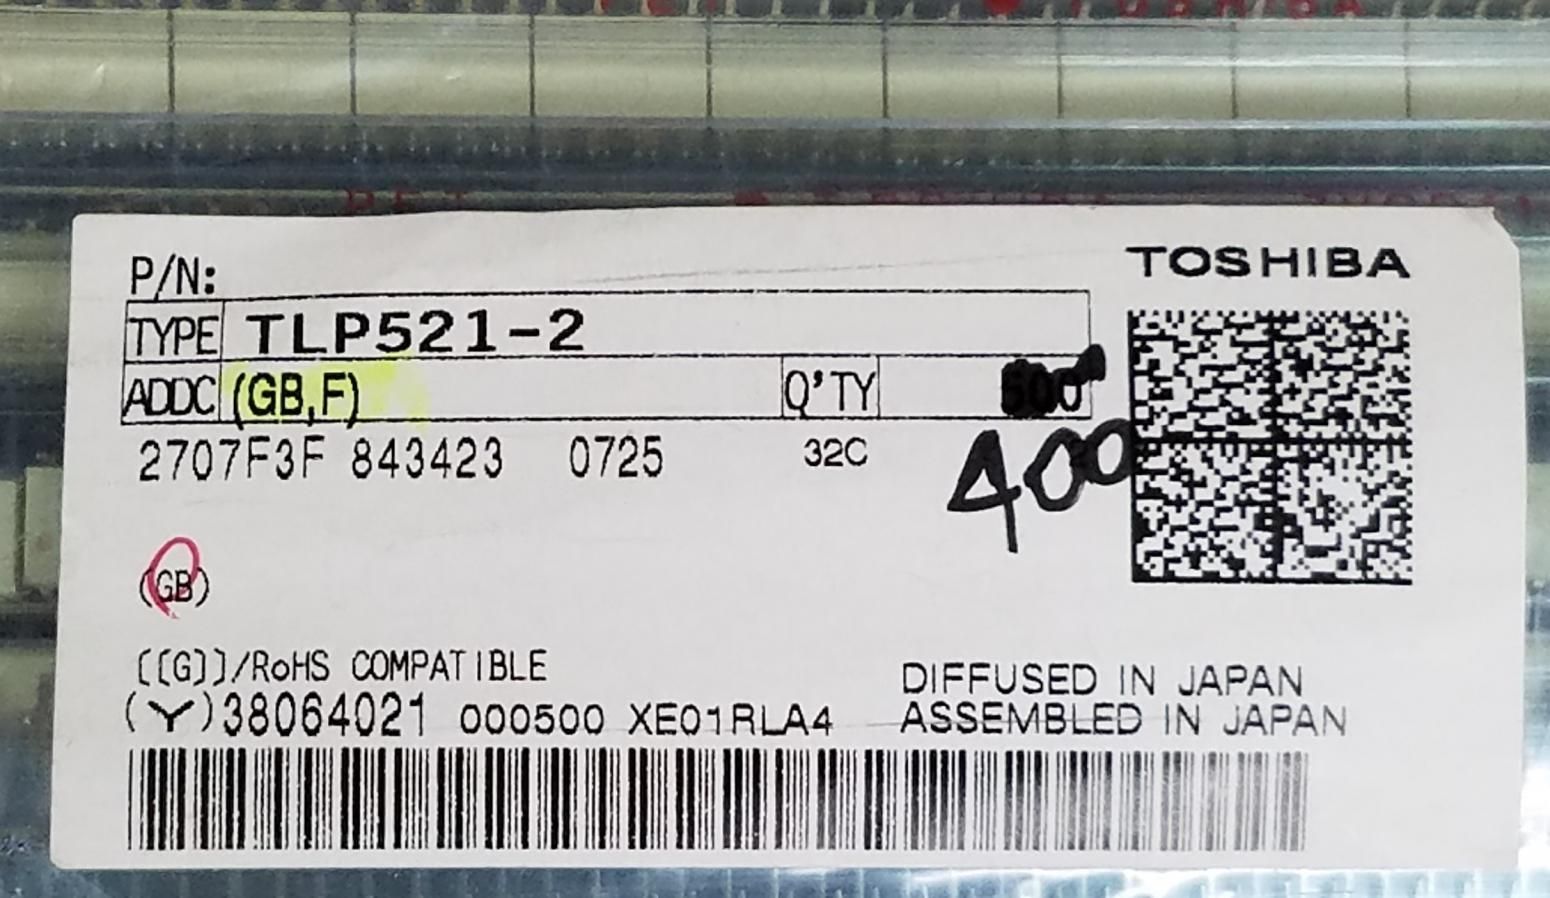 TOSHIBA
P/N:
TYPE TLP521-2
ADDC (GB,F) Q'TY
2707F3F 843423 0725 32C 400
(GB)
[[G]]/RoHS COMPATIBLE
DIFFUSED IN JAPAN
(Y)38064021 000500 XE01RLA4 ASSEMBLED IN JAPAN